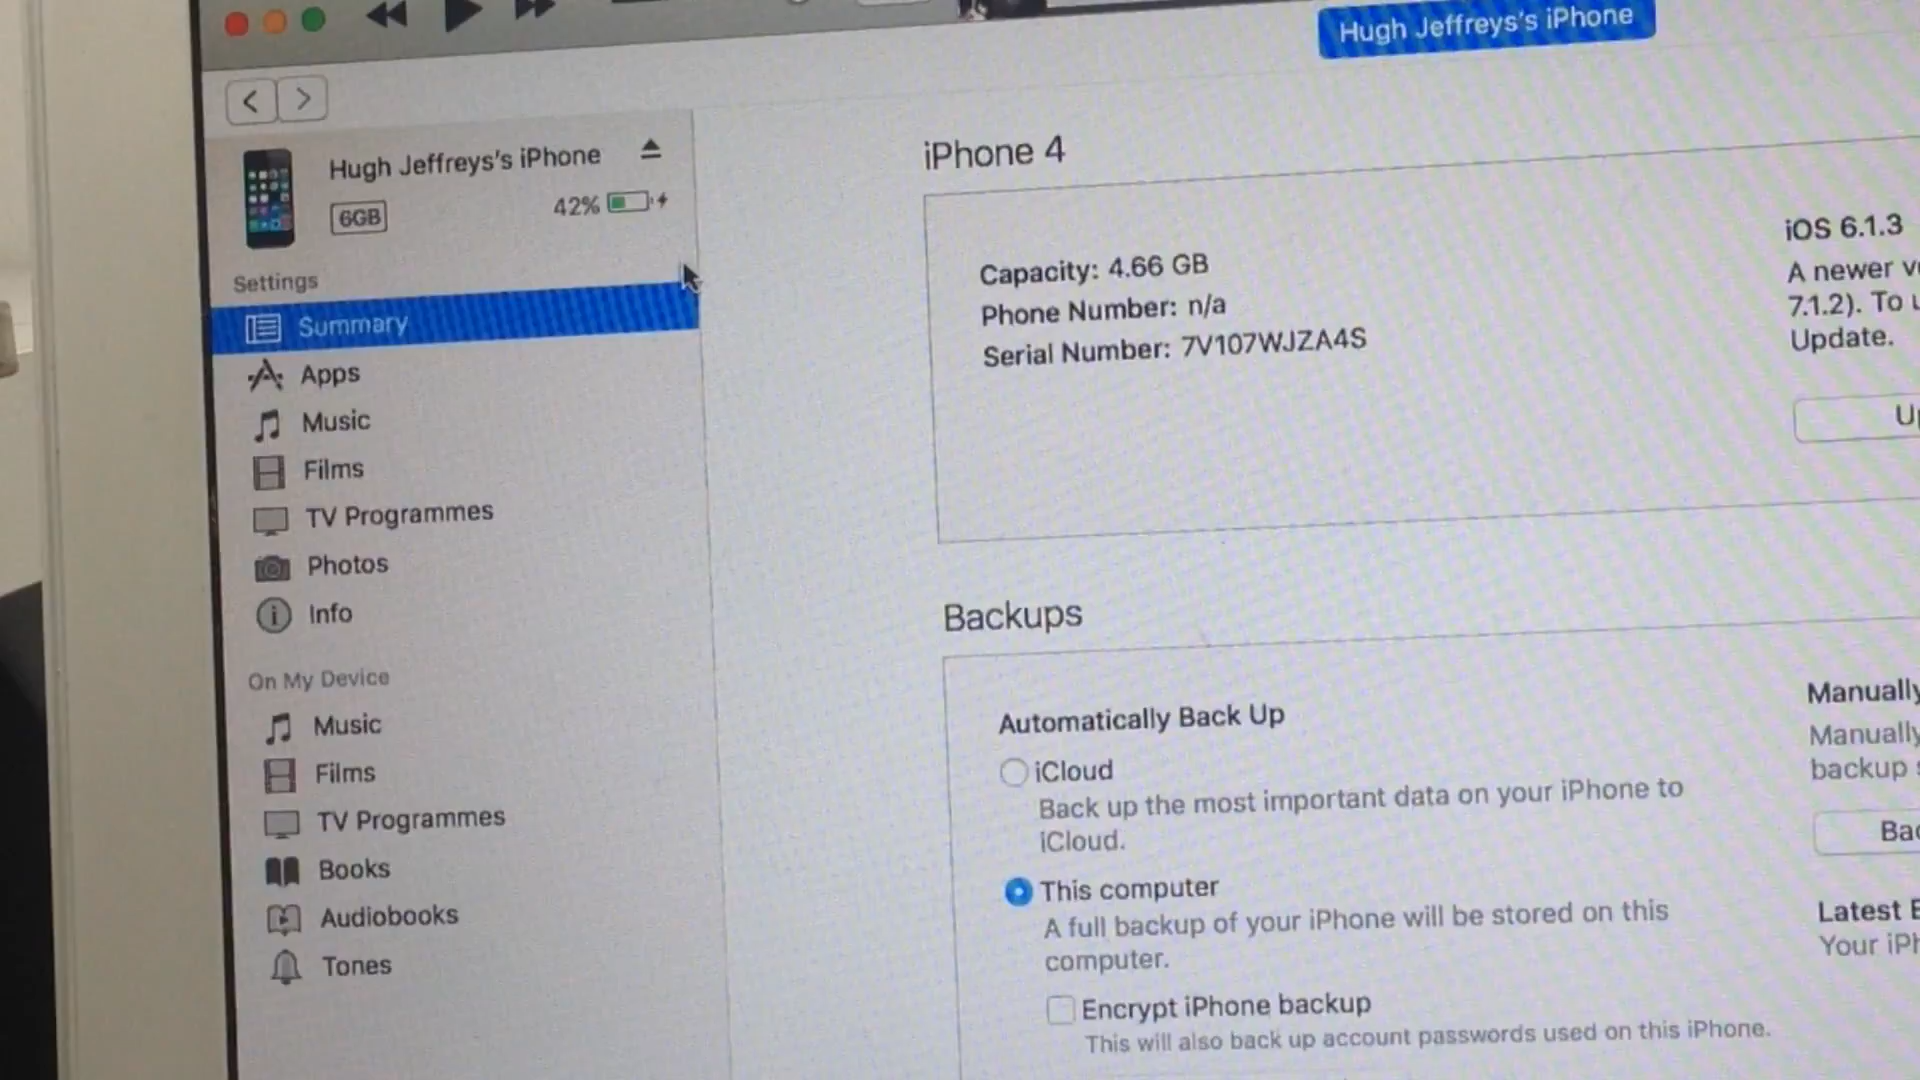 Hugh Jeffreys's iPhone
Hugh Jeffreys's iPhone
6GB
42%
Settings
Summary
Apps
Music
Films
TV Programmes
Photos
Info
On My Device
Music
Films
TV Programmes
Books
Audiobooks
Tones
iPhone 4
Capacity: 4.66 GB
Phone Number: n/a
Serial Number: 7V107WJZA4S
iOS 6.1.3
A newer
7.1.2). To
Update.
Backups
Automatically Back Up
iCloud
Back up the most important data on your iPhone to
iCloud.
This computer
A full backup of your iPhone will be stored on this
computer.
Encrypt iPhone backup
This will also back up account passwords used on this iPhone.
Manually
Manually
backup
Latest
Your